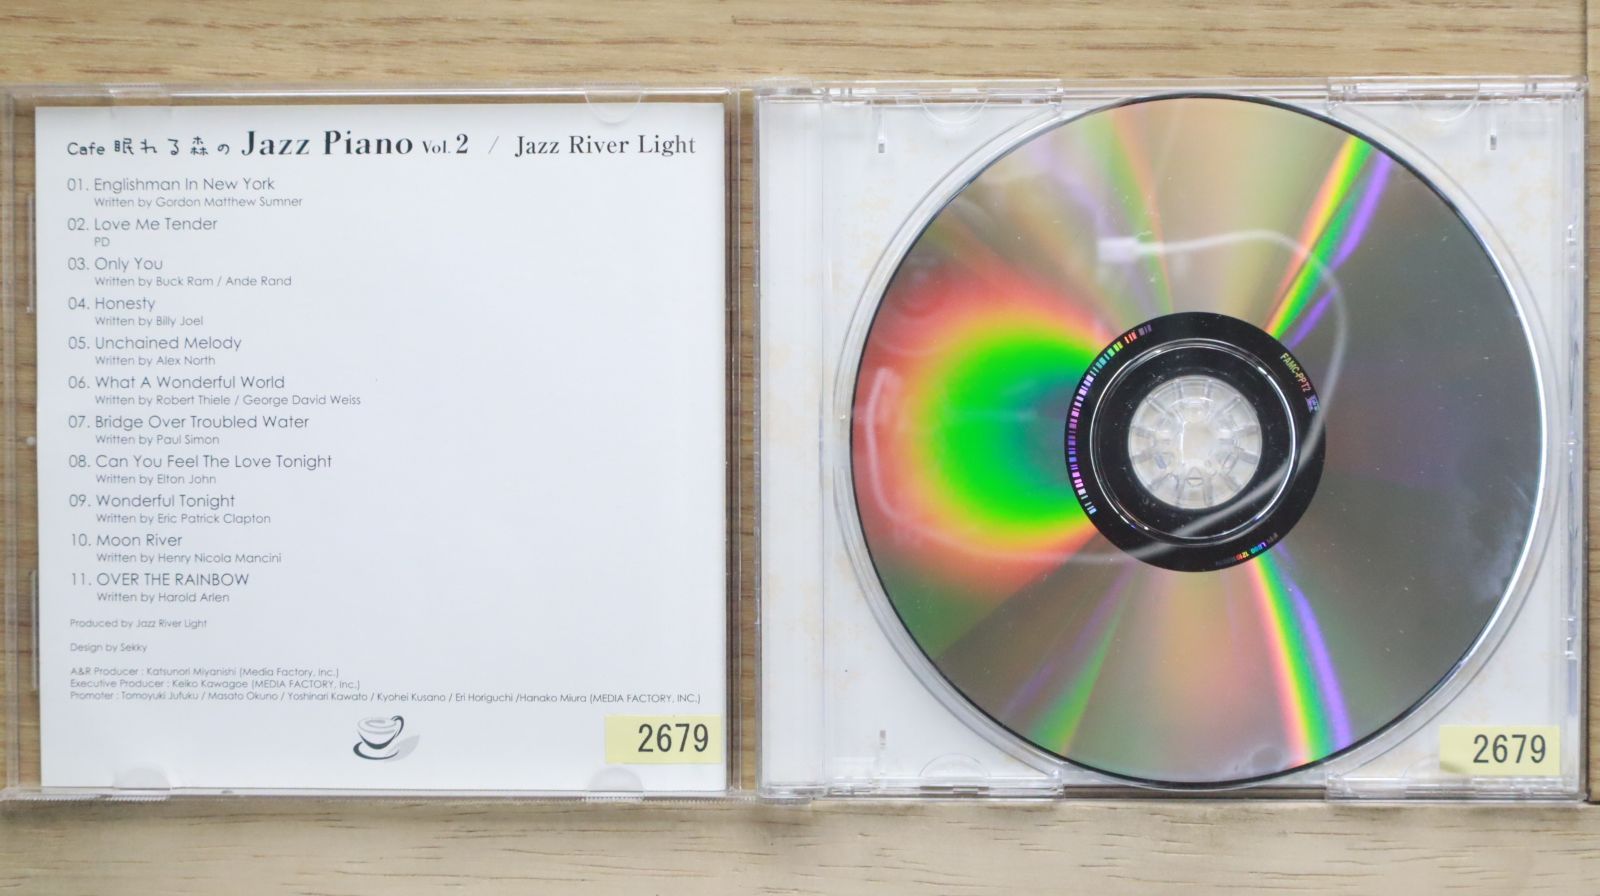 Cafe 眠れる森の Jazz Piano Vol. 2 / Jazz River Light
01. Englishman In New York
Written by Gordon Matthew Sumner
02. Love Me Tender
PD
03. Only You
Written by Buck Ram / Ande Rand
04. Honesty
Written by Billy Joel
05. Unchained Melody
Written by Alex North
06. What A Wonderful World
Written by Robert Thiele / George David Weiss
07. Bridge Over Troubled Water
Written by Paul Simon
08. Can You Feel The Love Tonight
Written by Elton John
09. Wonderful Tonight
Written by Eric Patrick Clapton
10. Moon River
Written by Henry Nicola Mancini
11. OVER THE RAINBOW
Written by Harold Arlen
Produced by Jazz River Light
Design by Sekky
A&R Producer : Katsunori Miyanishi (Media Factory, Inc.)
Executive Producer : Keiko Kawagoe (MEDIA FACTORY, INC.)
Promoter : Tomoyuki Jufuku / Masato Okuno / Yoshinari Kawato / Kyohei Kusano / Eri Horiguchi /Hanako Miura (MEDIA FACTORY, INC.)
2679
FAMC-PPT2
2679